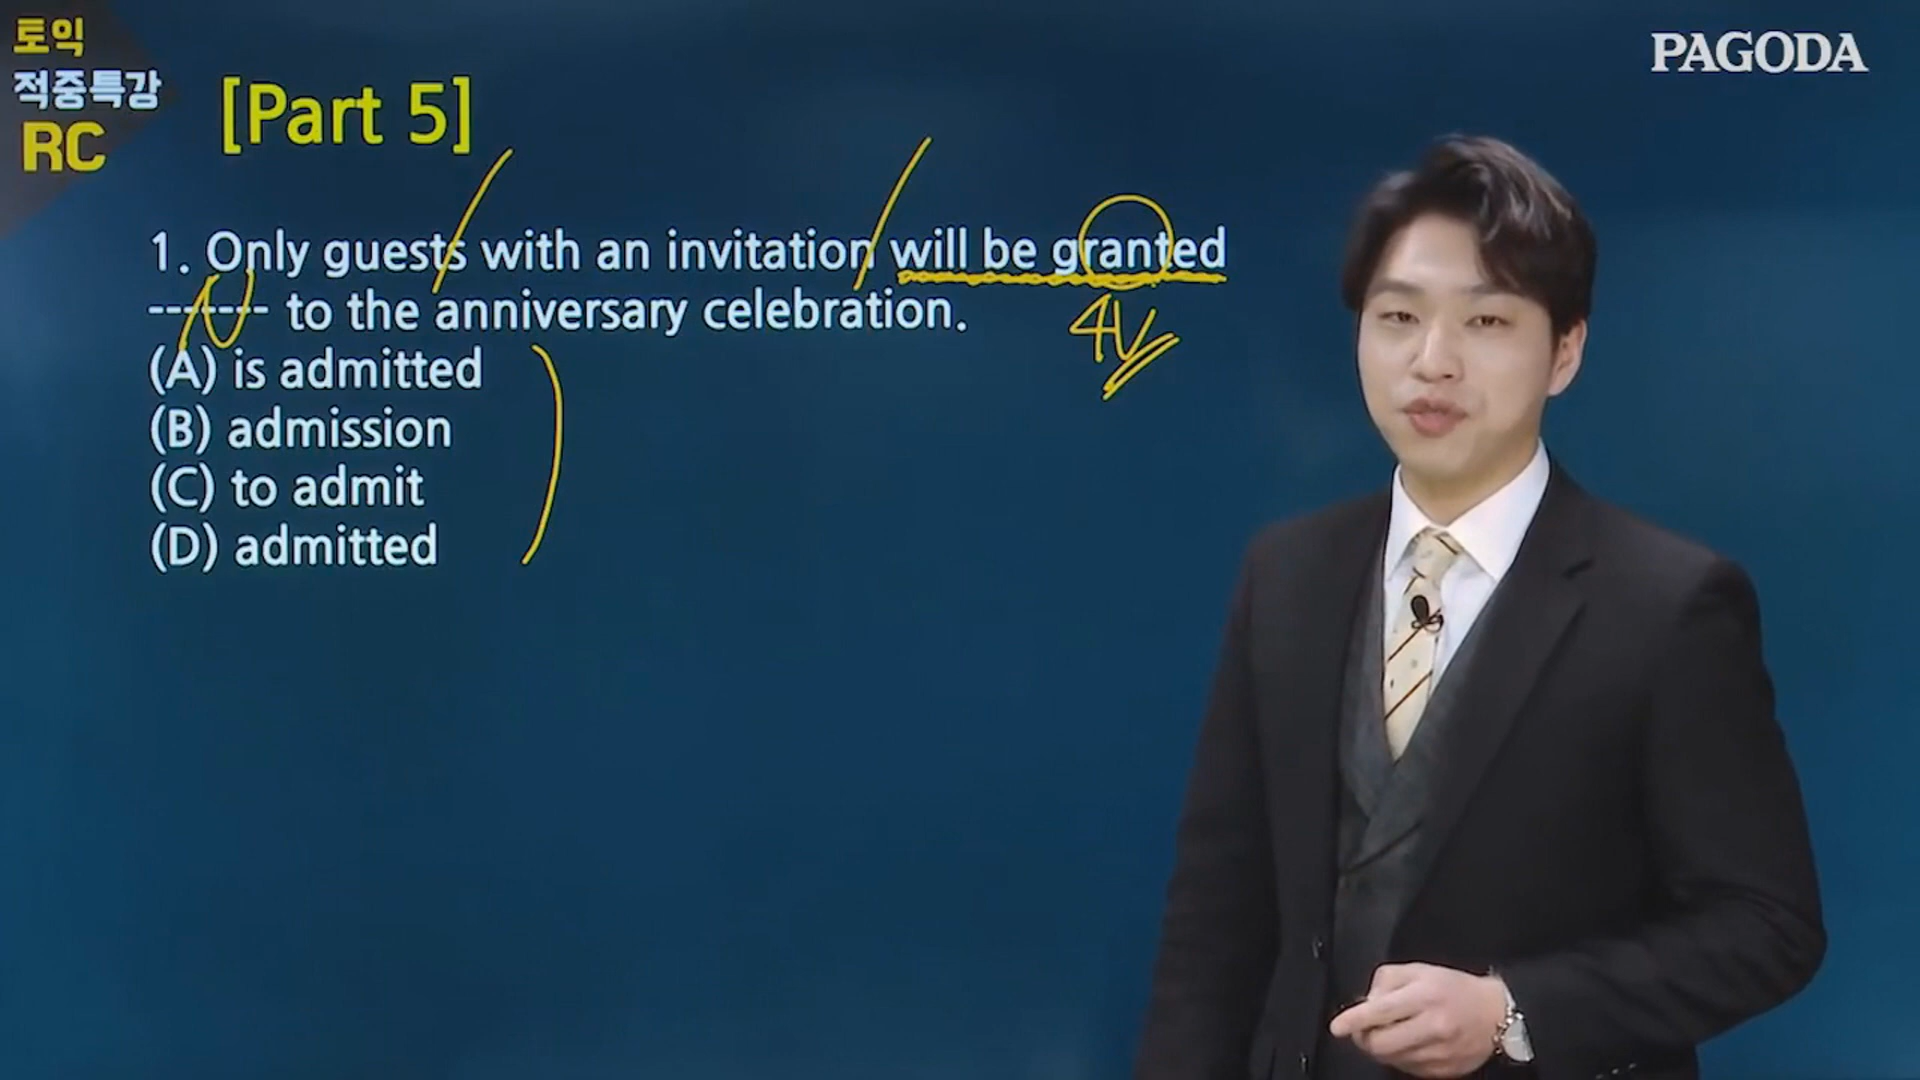 토익
적중특강
RC
PAGODA
[Part 5]
1. Only guests with an invitation will be granted
------- to the anniversary celebration.
N
4V
(A) is admitted
(B) admission
(C) to admit
(D) admitted